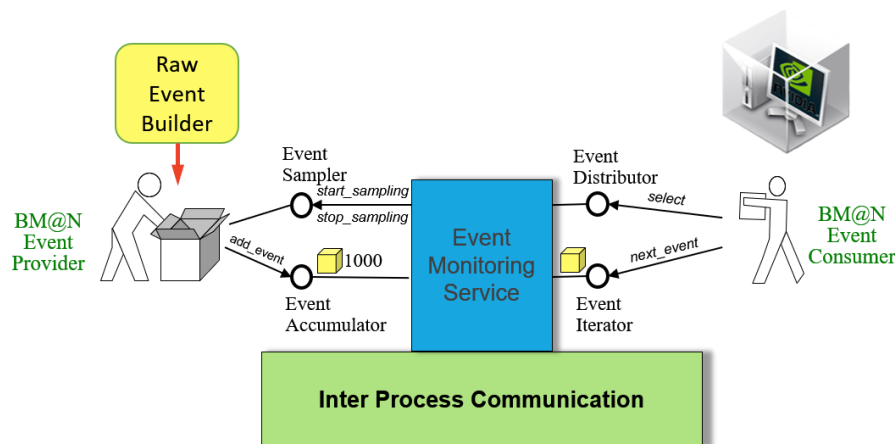 Raw
Event
Builder
Event
Sampler
start_sampling
stop_sampling
Event
Distributor
select
BM@N
Event
Provider
add_event
1000
Event
Accumulator
Event
Monitoring
Service
next_event
Event
Iterator
BM@N
Event
Consumer
NVIDIA
Inter Process Communication